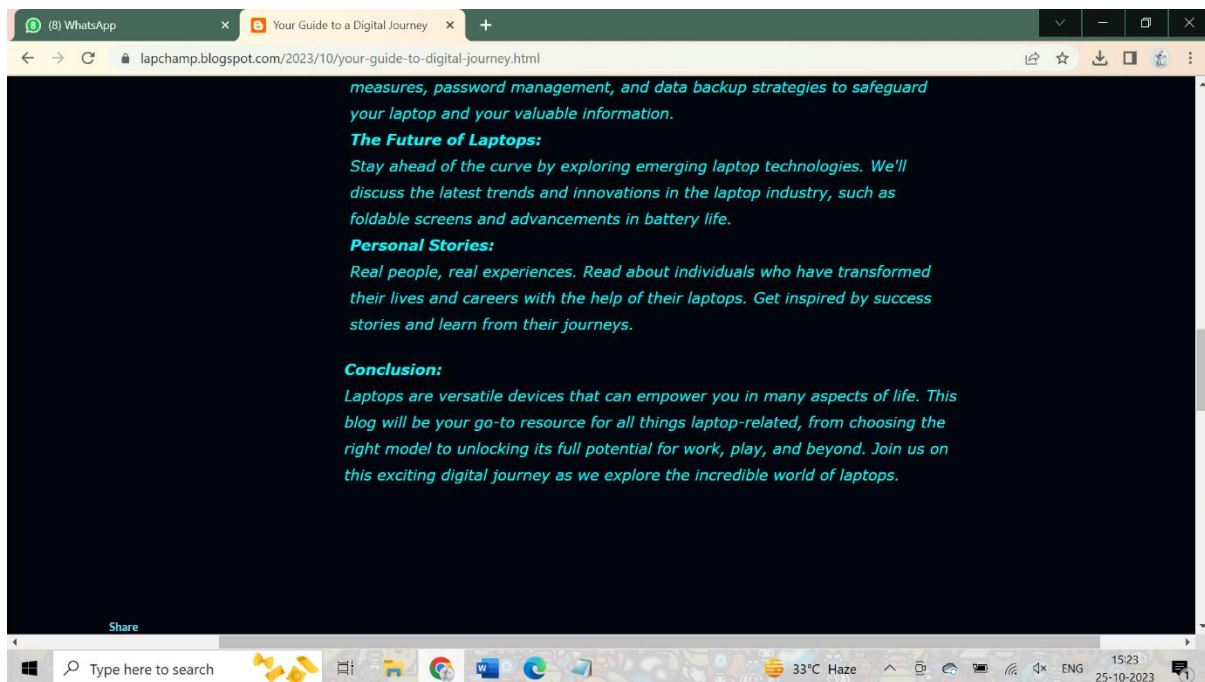 (8) WhatsApp
Your Guide to a Digital Journey
lapchamp.blogspot.com/2023/10/your-guide-to-digital-journey.html
measures, password management, and data backup strategies to safeguard
your laptop and your valuable information.
The Future of Laptops:
Stay ahead of the curve by exploring emerging laptop technologies. We'll
discuss the latest trends and innovations in the laptop industry, such as
foldable screens and advancements in battery life.
Personal Stories:
Real people, real experiences. Read about individuals who have transformed
their lives and careers with the help of their laptops. Get inspired by success
stories and learn from their journeys.
Conclusion:
Laptops are versatile devices that can empower you in many aspects of life. This
blog will be your go-to resource for all things laptop-related, from choosing the
right model to unlocking its full potential for work, play, and beyond. Join us on
this exciting digital journey as we explore the incredible world of laptops.
Share
Type here to search
33°C Haze
ENG
15:23
25-10-2023